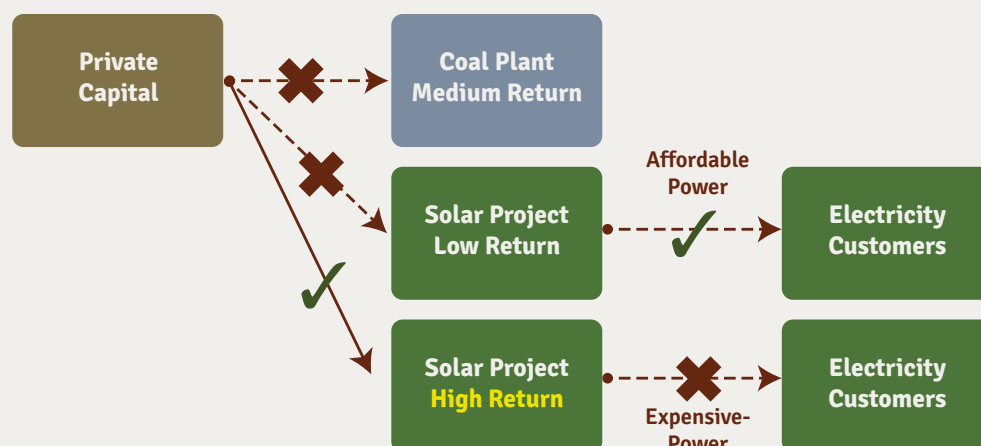 Private
Capital
Coal Plant
Medium Return
Affordable
Power
Solar Project
Low Return
Electricity
Customers
Solar Project
High Return
Electricity
Customers
Expensive-
Power